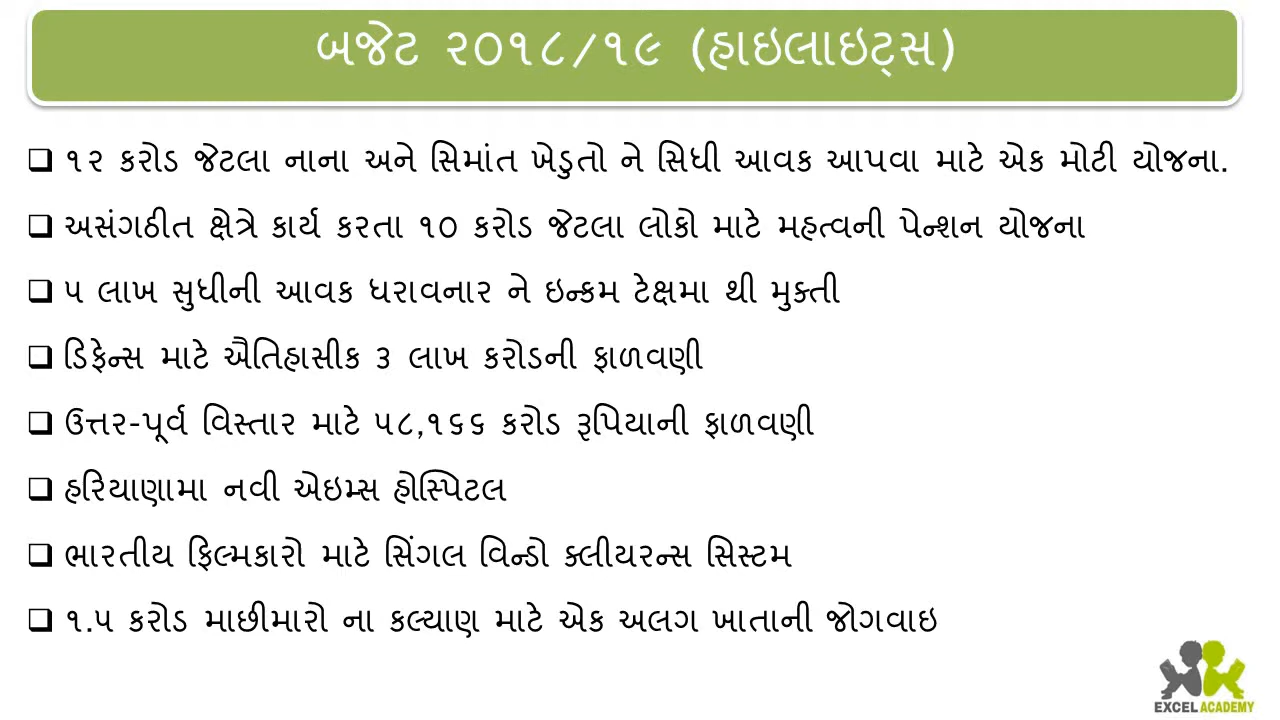 બજેટ ૨૦૧૮/૧૯ (હાઇલાઇટ્સ)
૧૨ કરોડ જેટલા નાના અને સિમાંત ખેડુતો ને સિધી આવક આપવા માટે એક મોટી યોજના.
અસંગઠીત ક્ષેત્રે કાર્ય કરતા ૧૦ કરોડ જેટલા લોકો માટે મહત્વની પેન્શન યોજના
૫ લાખ સુધીની આવક ધરાવનાર ને ઇન્કમ ટેક્ષમા થી મુક્તી
ડિફેન્સ માટે ઐતિહાસીક ૩ લાખ કરોડની ફાળવણી
ઉત્તર-પૂર્વ વિસ્તાર માટે ૫૮,૧૬૬ કરોડ રૂપિયાની ફાળવણી
હરિયાણામા નવી એઇમ્સ હોસ્પિટલ
ભારતીય ફિલ્મકારો માટે સિંગલ વિન્ડો ક્લીયરન્સ સિસ્ટમ
૧.૫ કરોડ માછીમારો ના કલ્યાણ માટે એક અલગ ખાતાની જોગવાઇ
EXCEL ACADEMY